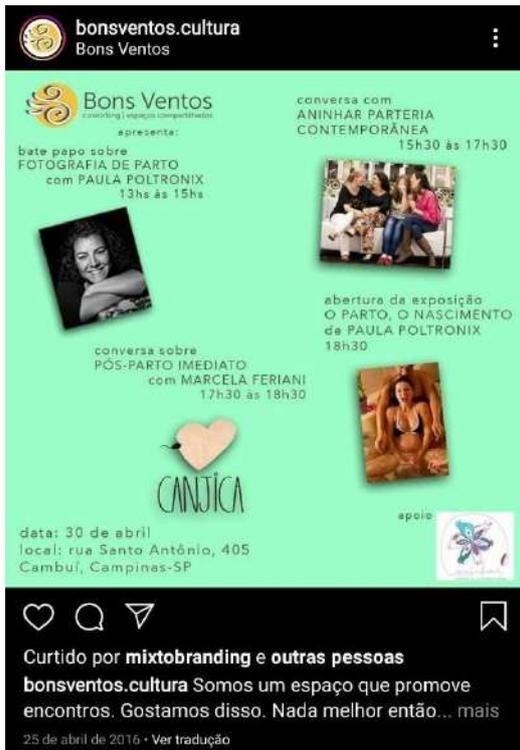 bonsventos.cultura
Bons Ventos
Bons Ventos
coworking | espaços compartilhados
apresenta:
bate papo sobre
FOTOGRAFIA DE PARTO
com PAULA POLTRONIX
13hs às 15hs
conversa com
ANINHAR PARTERIA
CONTEMPORÂNEA
15h30 às 17h30
abertura da exposição
O PARTO, O NASCIMENTO
de PAULA POLTRONIX
18h30
conversa sobre
PÓS-PARTO IMEDIATO
com MARCELA FERIANI
17h30 às 18h30
CANJICA
apoio
data: 30 de abril
local: rua Santo Antônio, 405
Cambuí, Campinas-SP
Curtido por mixtobranding e outras pessoas
bonsventos.cultura Somos um espaço que promove
encontros. Gostamos disso. Nada melhor então... mais
25 de abril de 2016 • Ver tradução